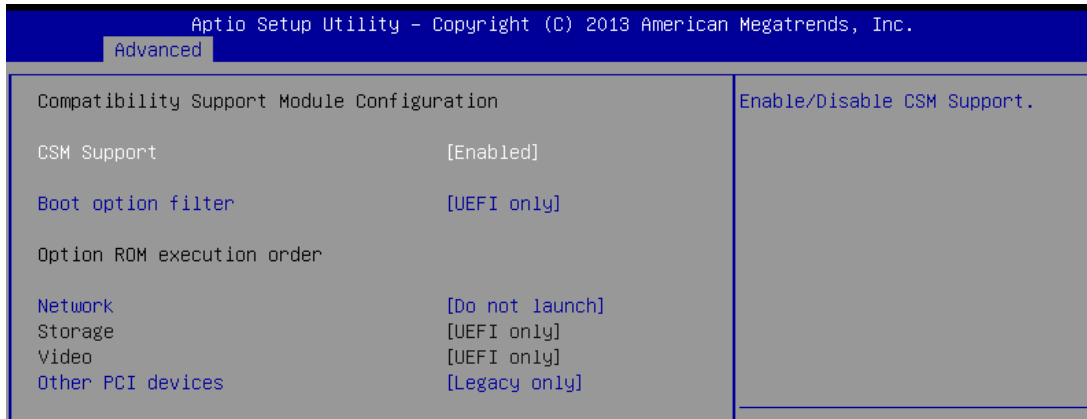 Aptio Setup Utility – Copyright (C) 2013 American Megatrends, Inc.
Advanced
Compatibility Support Module Configuration
Enable/Disable CSM Support.
CSM Support [Enabled]
Boot option filter [UEFI only]
Option ROM execution order
Network [Do not launch]
Storage [UEFI only]
Video [UEFI only]
Other PCI devices [Legacy only]